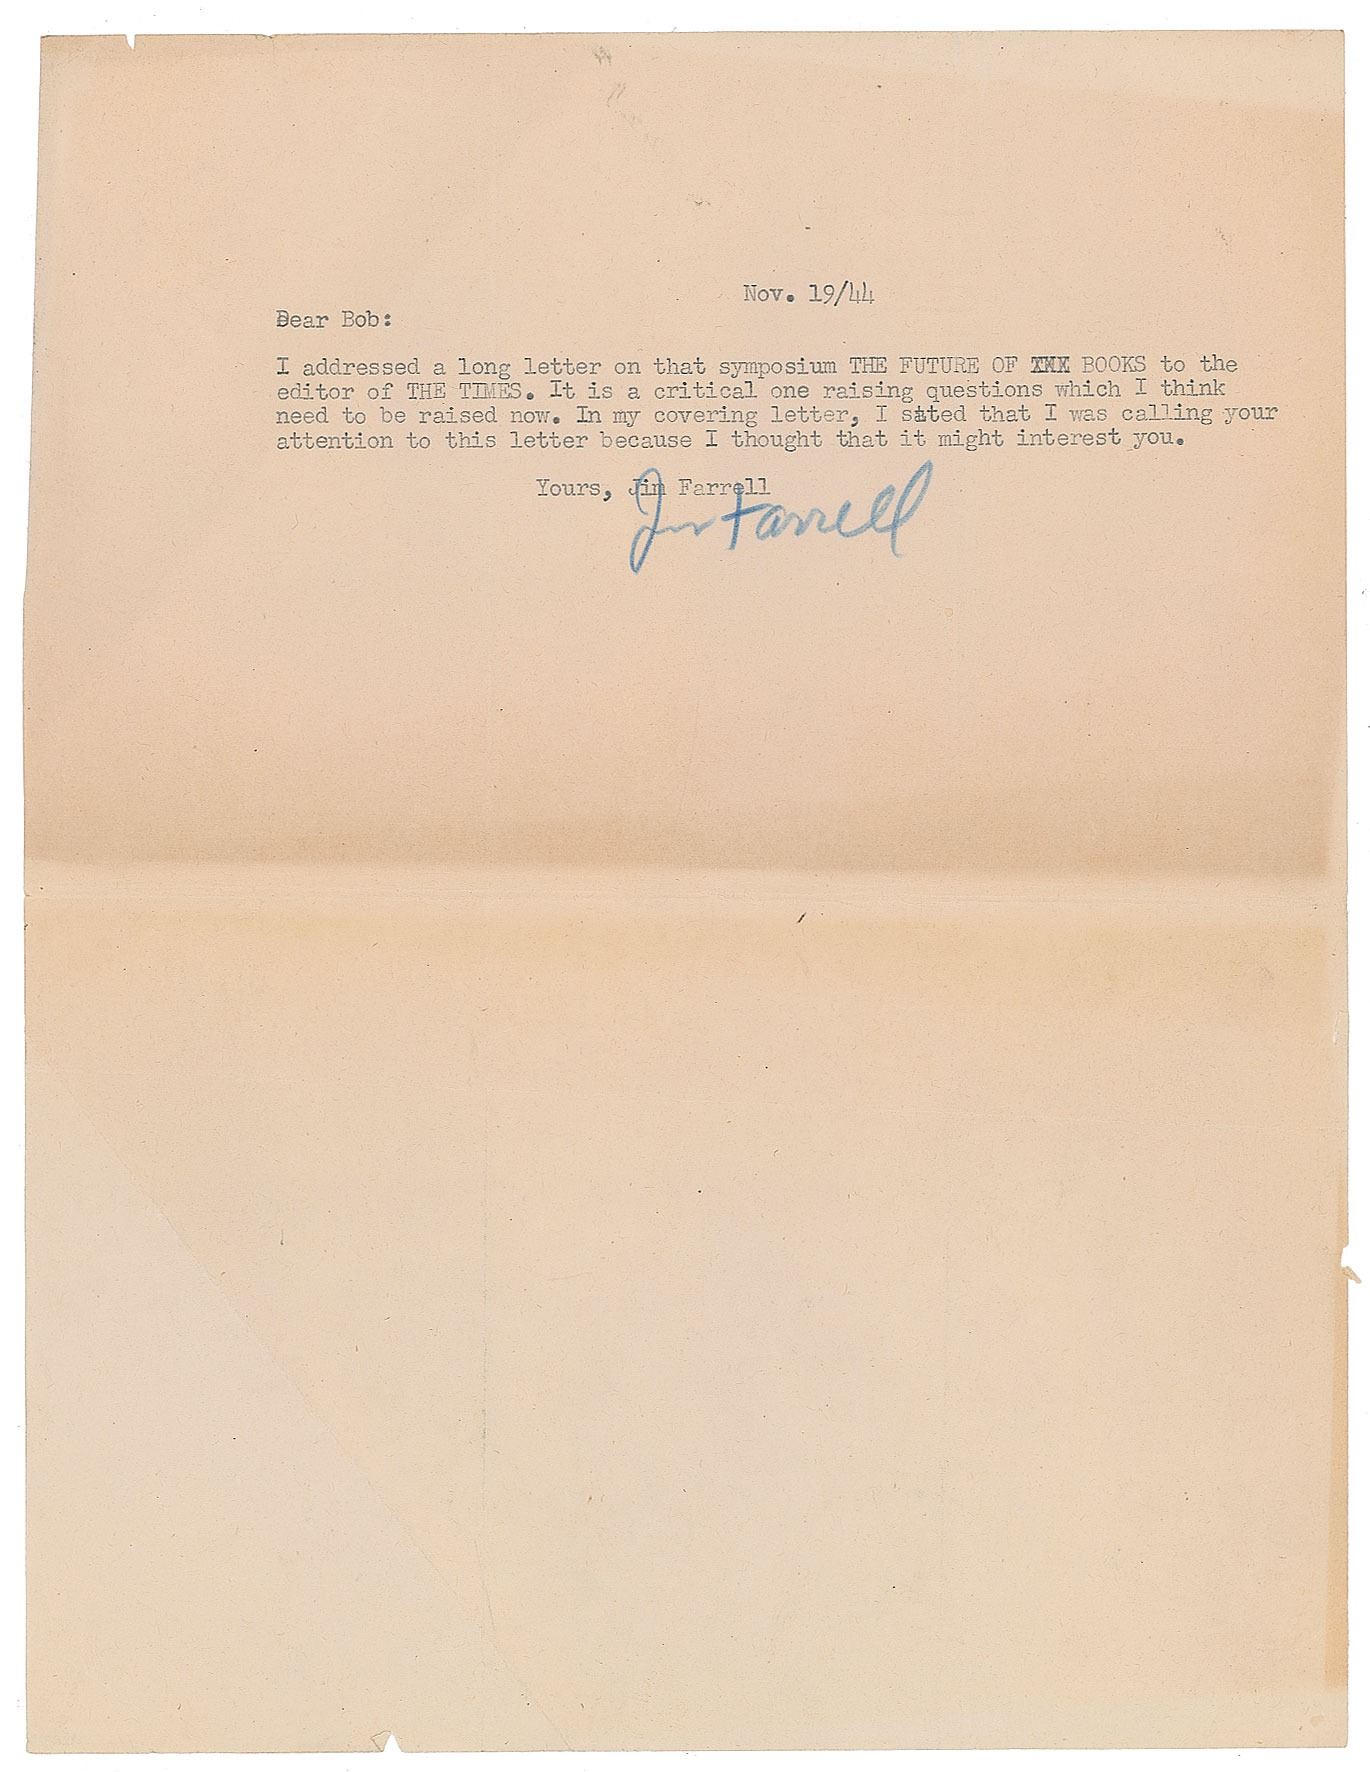 Nov. 19/44
Dear Bob:
I addressed a long letter on that symposium THE FUTURE OF XXX BOOKS to the
editor of THE TIMES. It is a critical one raising questions which I think
need to be raised now. In my covering letter, I sated that I was calling your
attention to this letter because I thought that it might interest you.
Yours, Jim Farrell
Jim Farrell